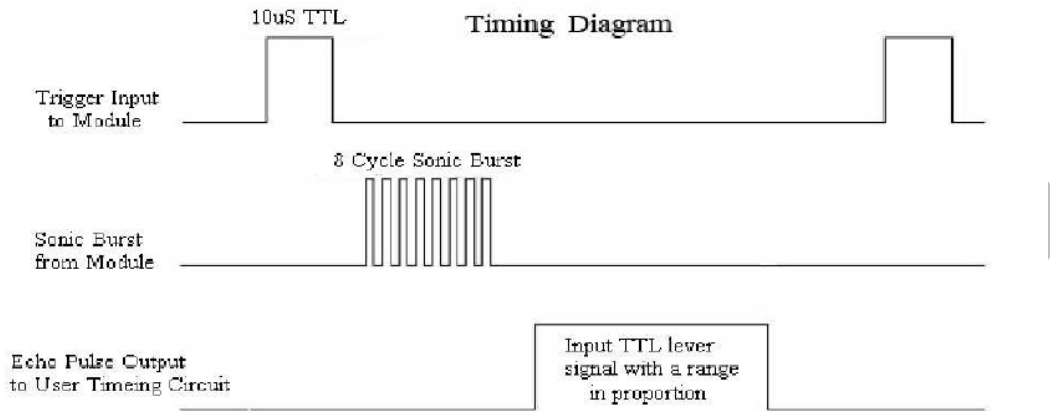 10uS TTL
Timing Diagram
Trigger Input
to Module
8 Cycle Sonic Burst
Sonic Burst
from Module
Echo Pulse Output
to User Timeing Circuit
Input TTL lever
signal with a range
in proportion